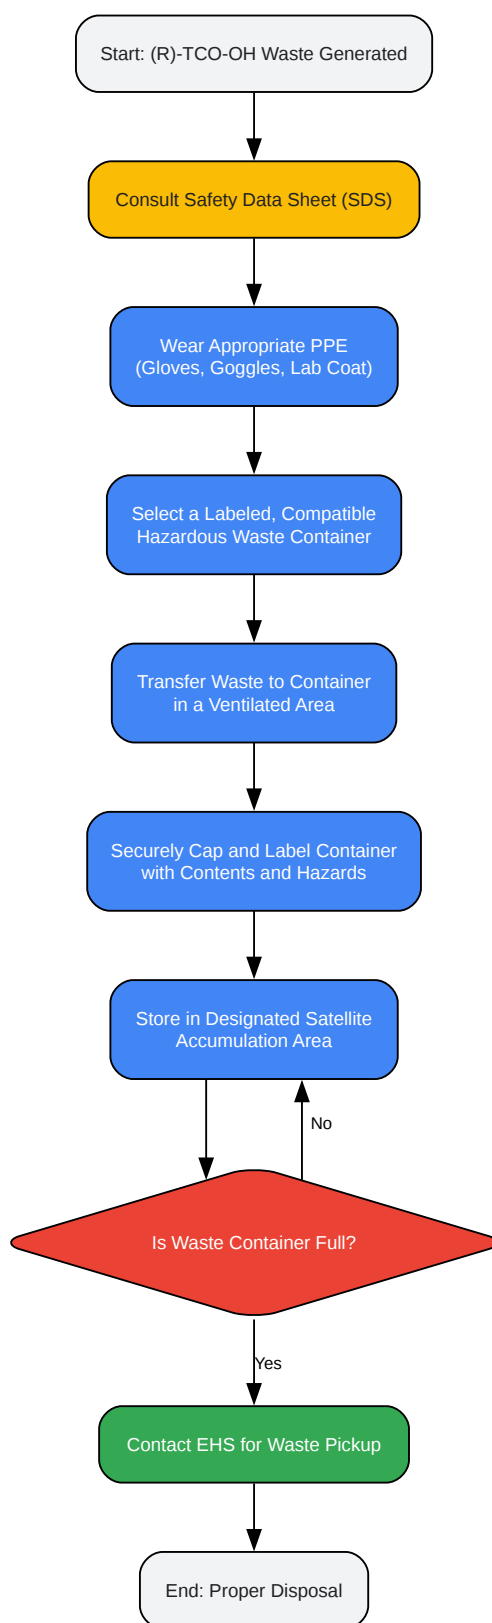 Start: (R)-TCO-OH Waste Generated
Consult Safety Data Sheet (SDS)
Wear Appropriate PPE
(Gloves, Goggles, Lab Coat)
Select a Labeled, Compatible
Hazardous Waste Container
Transfer Waste to Container
in a Ventilated Area
Securely Cap and Label Container
with Contents and Hazards
Store in Designated Satellite
Accumulation Area
No
Is Waste Container Full?
Yes
Contact EHS for Waste Pickup
End: Proper Disposal